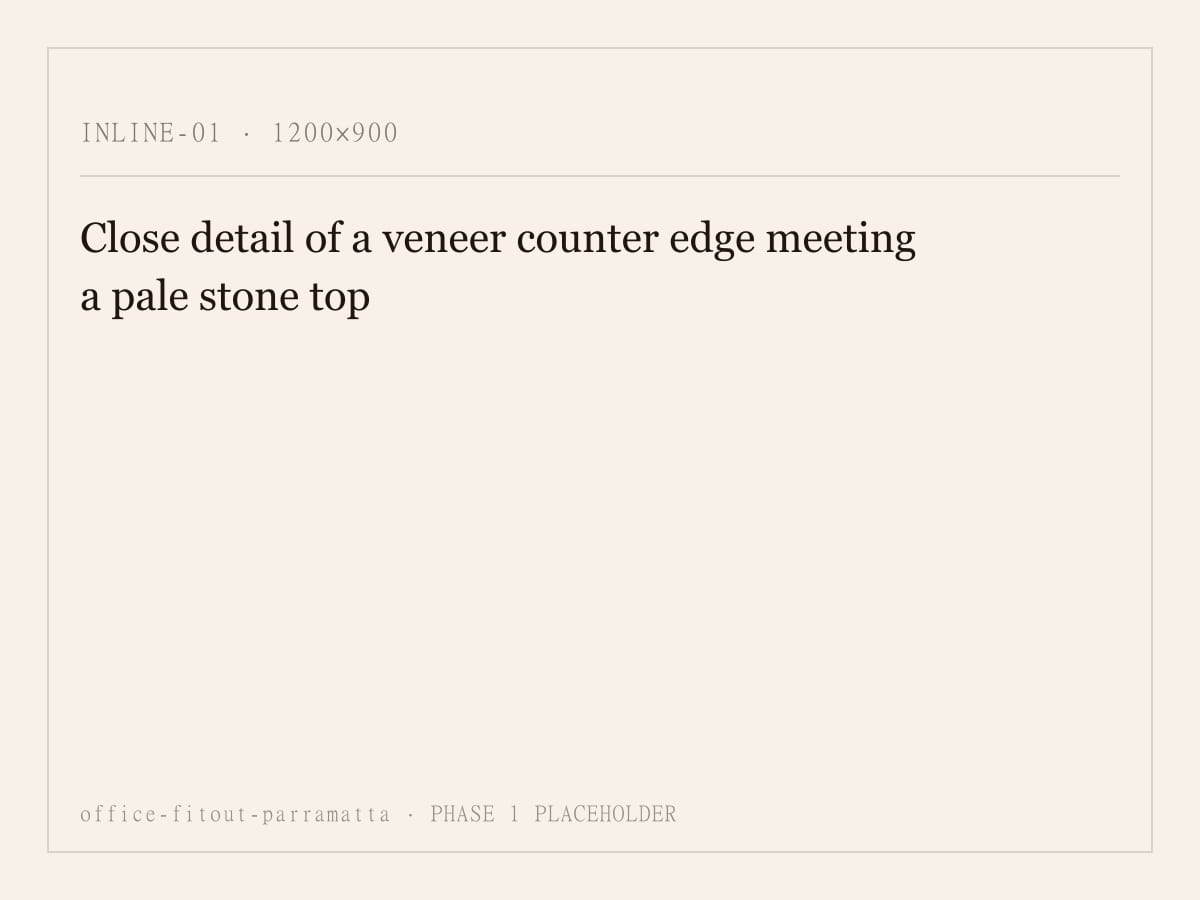 INLINE-01 · 1200×900
Close detail of a veneer counter edge meeting
a pale stone top
office-fitout-parramatta · PHASE 1 PLACEHOLDER